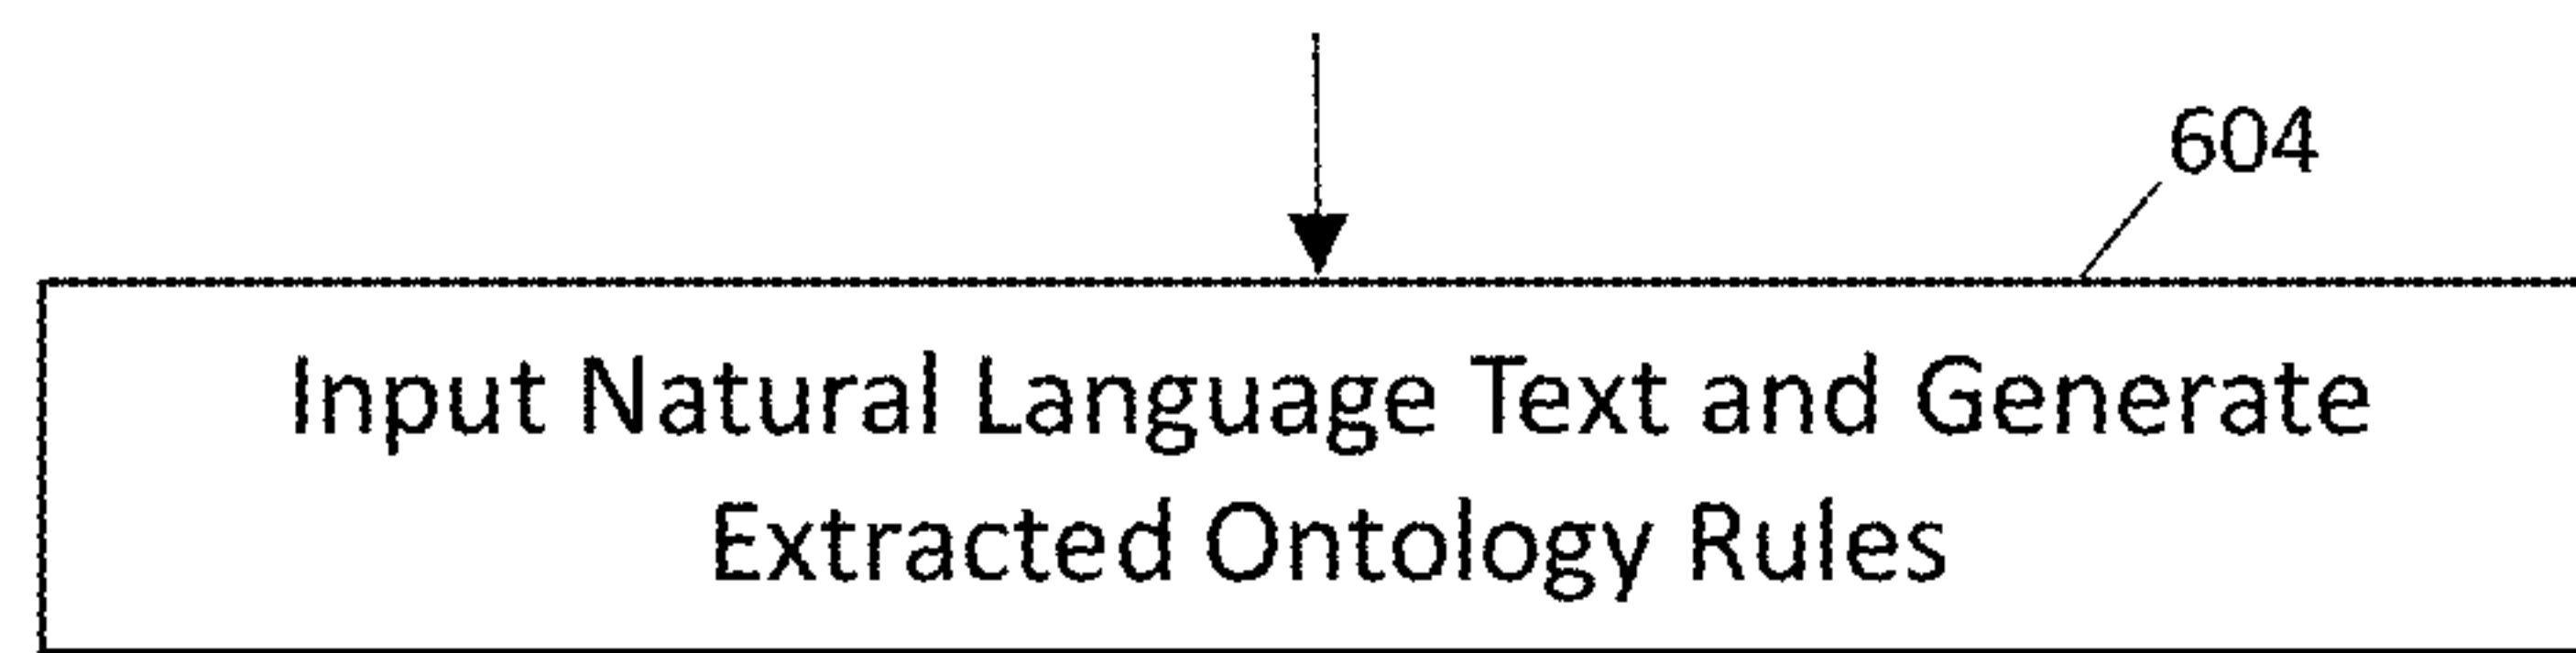 604
Input Natural Language Text and Generate
Extracted Ontology Rules